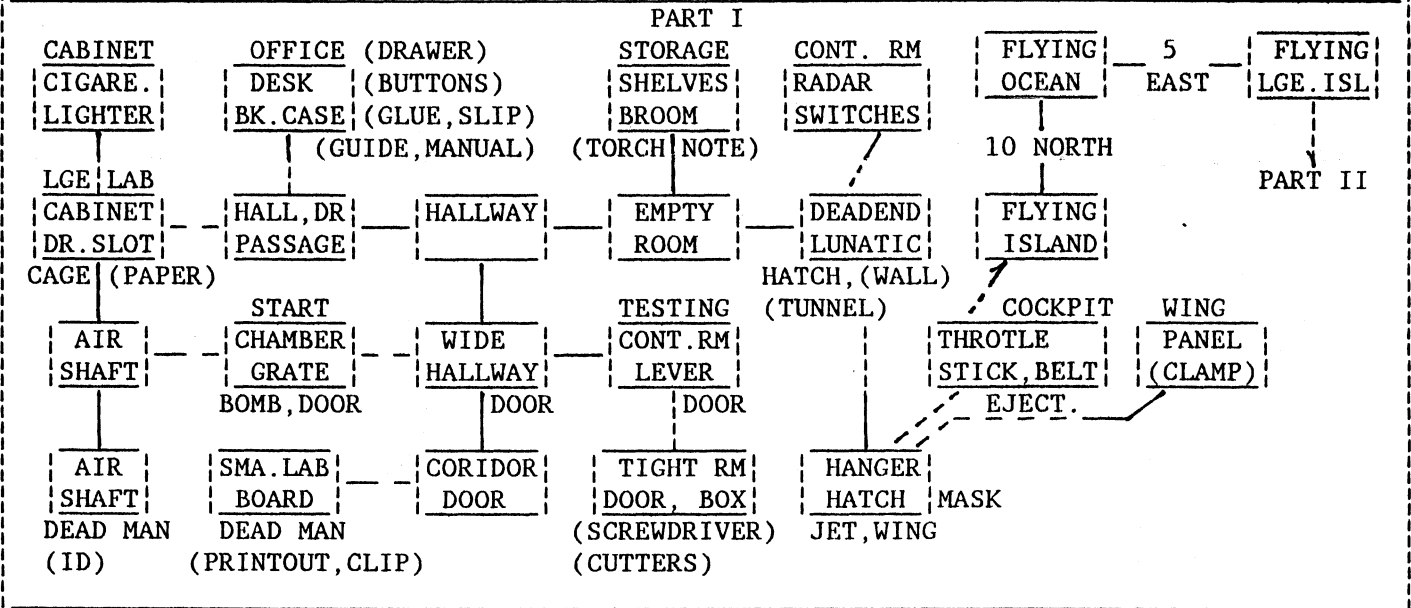 PART I
CABINET OFFICE (DRAWER) STORAGE CONT. RM FLYING 5 FLYING
CIGARE. DESK (BUTTONS) SHELVES RADAR OCEAN EAST LGE.ISL
LIGHTER BK.CASE (GLUE,SLIP) BROOM SWITCHES
(GUIDE,MANUAL) (TORCH NOTE) 10 NORTH
LGE LAB PART II
CABINET HALL,DR HALLWAY EMPTY DEADEND FLYING
DR.SLOT PASSAGE ROOM LUNATIC ISLAND
CAGE (PAPER) HATCH,(WALL)
START TESTING (TUNNEL) COCKPIT WING
AIR CHAMBER WIDE CONT.RM THROTLE PANEL
SHAFT GRATE HALLWAY LEVER STICK,BELT (CLAMP)
BOMB,DOOR DOOR DOOR EJECT.
AIR SMA.LAB CORIDOR TIGHT RM HANGER
SHAFT BOARD DOOR DOOR, BOX HATCH MASK
DEAD MAN DEAD MAN (SCREWDRIVER) JET,WING
(ID) (PRINTOUT,CLIP) (CUTTERS)